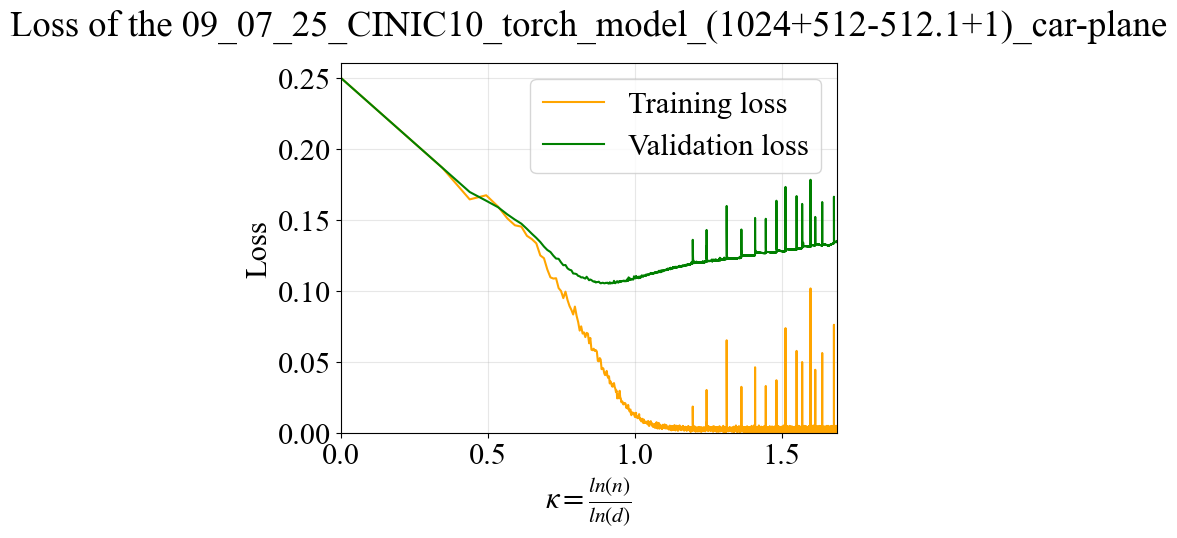 Loss of the 09_07_25_CINIC10_torch_model_(1024+512-512.1+1)_car-plane
0.25
0.20
0.15
0.10
0.05
0.00
Loss
Training loss
Validation loss
0.0 0.5 1.0 1.5
κ = ln(n)/ln(d)